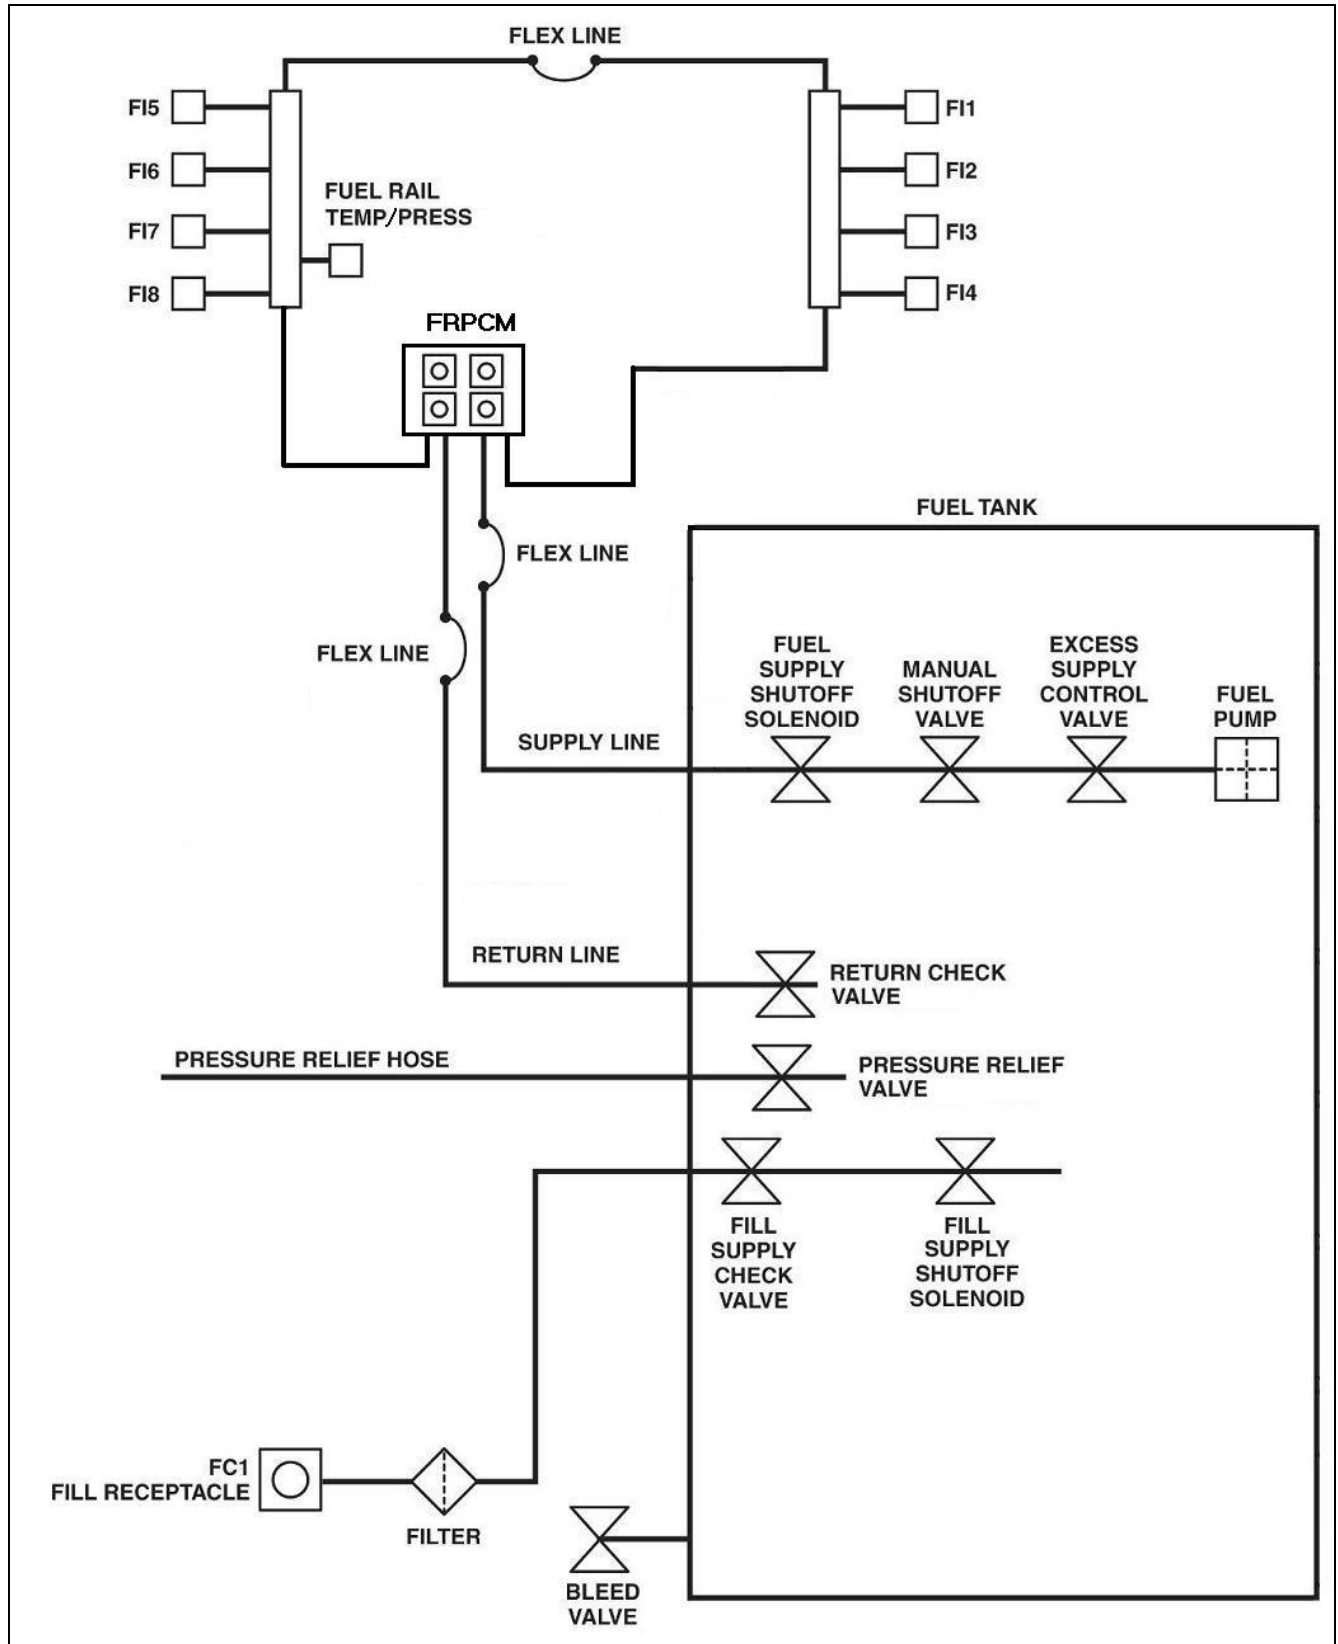 FLEX LINE
FI5
FI1
FI6
FI2
FUEL RAIL
TEMP/PRESS
FI7
FI3
FI8
FI4
FRPCM
FUEL TANK
FLEX LINE
FLEX LINE
FUEL
SUPPLY
SHUTOFF
SOLENOID
MANUAL
SHUTOFF
VALVE
EXCESS
SUPPLY
CONTROL
VALVE
FUEL
PUMP
SUPPLY LINE
RETURN LINE
RETURN CHECK
VALVE
PRESSURE RELIEF HOSE
PRESSURE RELIEF
VALVE
FILL
SUPPLY
CHECK
VALVE
FILL
SUPPLY
SHUTOFF
SOLENOID
FC1
FILL RECEPTACLE
FILTER
BLEED
VALVE